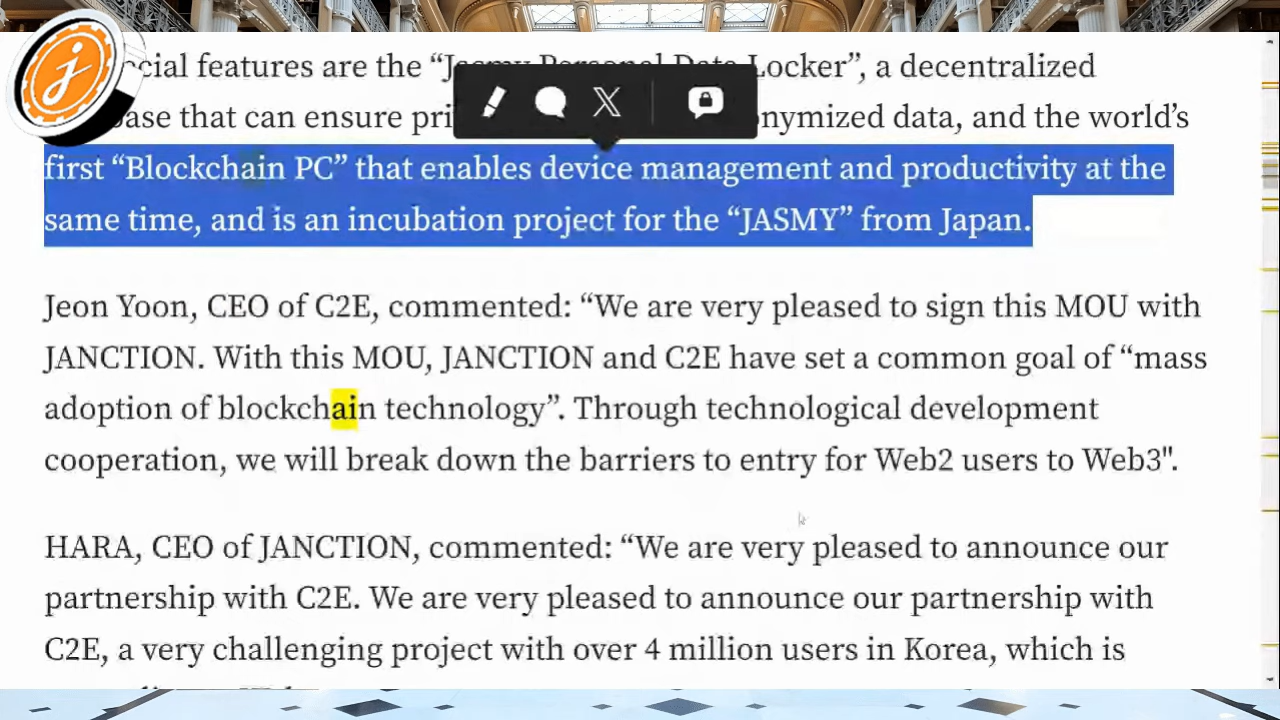 features are the “Jasmy Personal Data Locker”, a decentralized
that can ensure data, and the world’s
first “Blockchain PC” that enables device management and productivity at the
same time, and is an incubation project for the “JASMY” from Japan.
Jeon Yoon, CEO of C2E, commented: “We are very pleased to sign this MOU with
JANCTION. With this MOU, JANCTION and C2E have set a common goal of “mass
adoption of blockchain technology”. Through technological development
cooperation, we will break down the barriers to entry for Web2 users to Web3".
HARA, CEO of JANCTION, commented: “We are very pleased to announce our
partnership with C2E. We are very pleased to announce our partnership with
C2E, a very challenging project with over 4 million users in Korea, which is